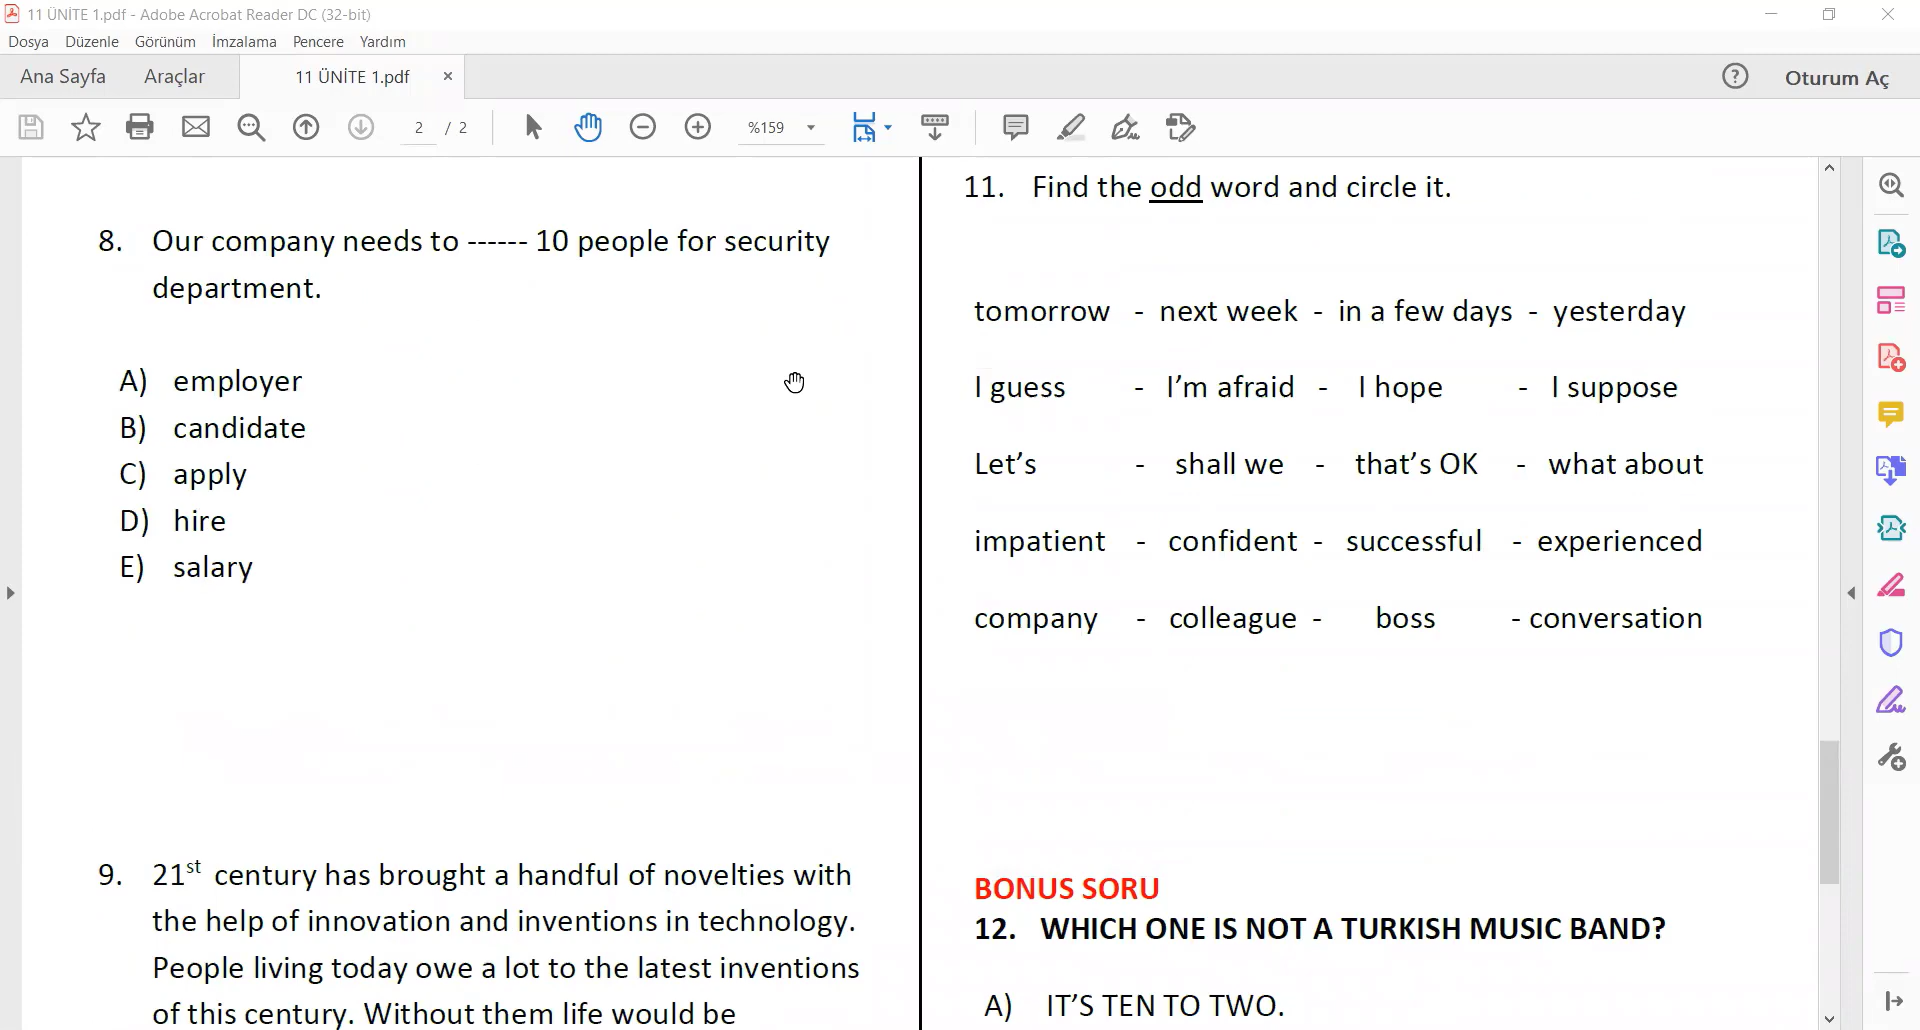 11 ÜNİTE 1.pdf - Adobe Acrobat Reader DC (32-bit)
Dosya Düzenle Görünüm İmzalama Pencere Yardım
Ana Sayfa Araçlar 11 ÜNİTE 1.pdf × Oturum Aç
2 / 2 %159
8. Our company needs to ------ 10 people for security
department.
A) employer
B) candidate
C) apply
D) hire
E) salary
9. 21st century has brought a handful of novelties with
the help of innovation and inventions in technology.
People living today owe a lot to the latest inventions
of this century. Without them life would be
11. Find the odd word and circle it.
tomorrow - next week - in a few days - yesterday
I guess - I'm afraid - I hope - I suppose
Let's - shall we - that's OK - what about
impatient - confident - successful - experienced
company - colleague - boss - conversation
BONUS SORU
12. WHICH ONE IS NOT A TURKISH MUSIC BAND?
A) IT'S TEN TO TWO.